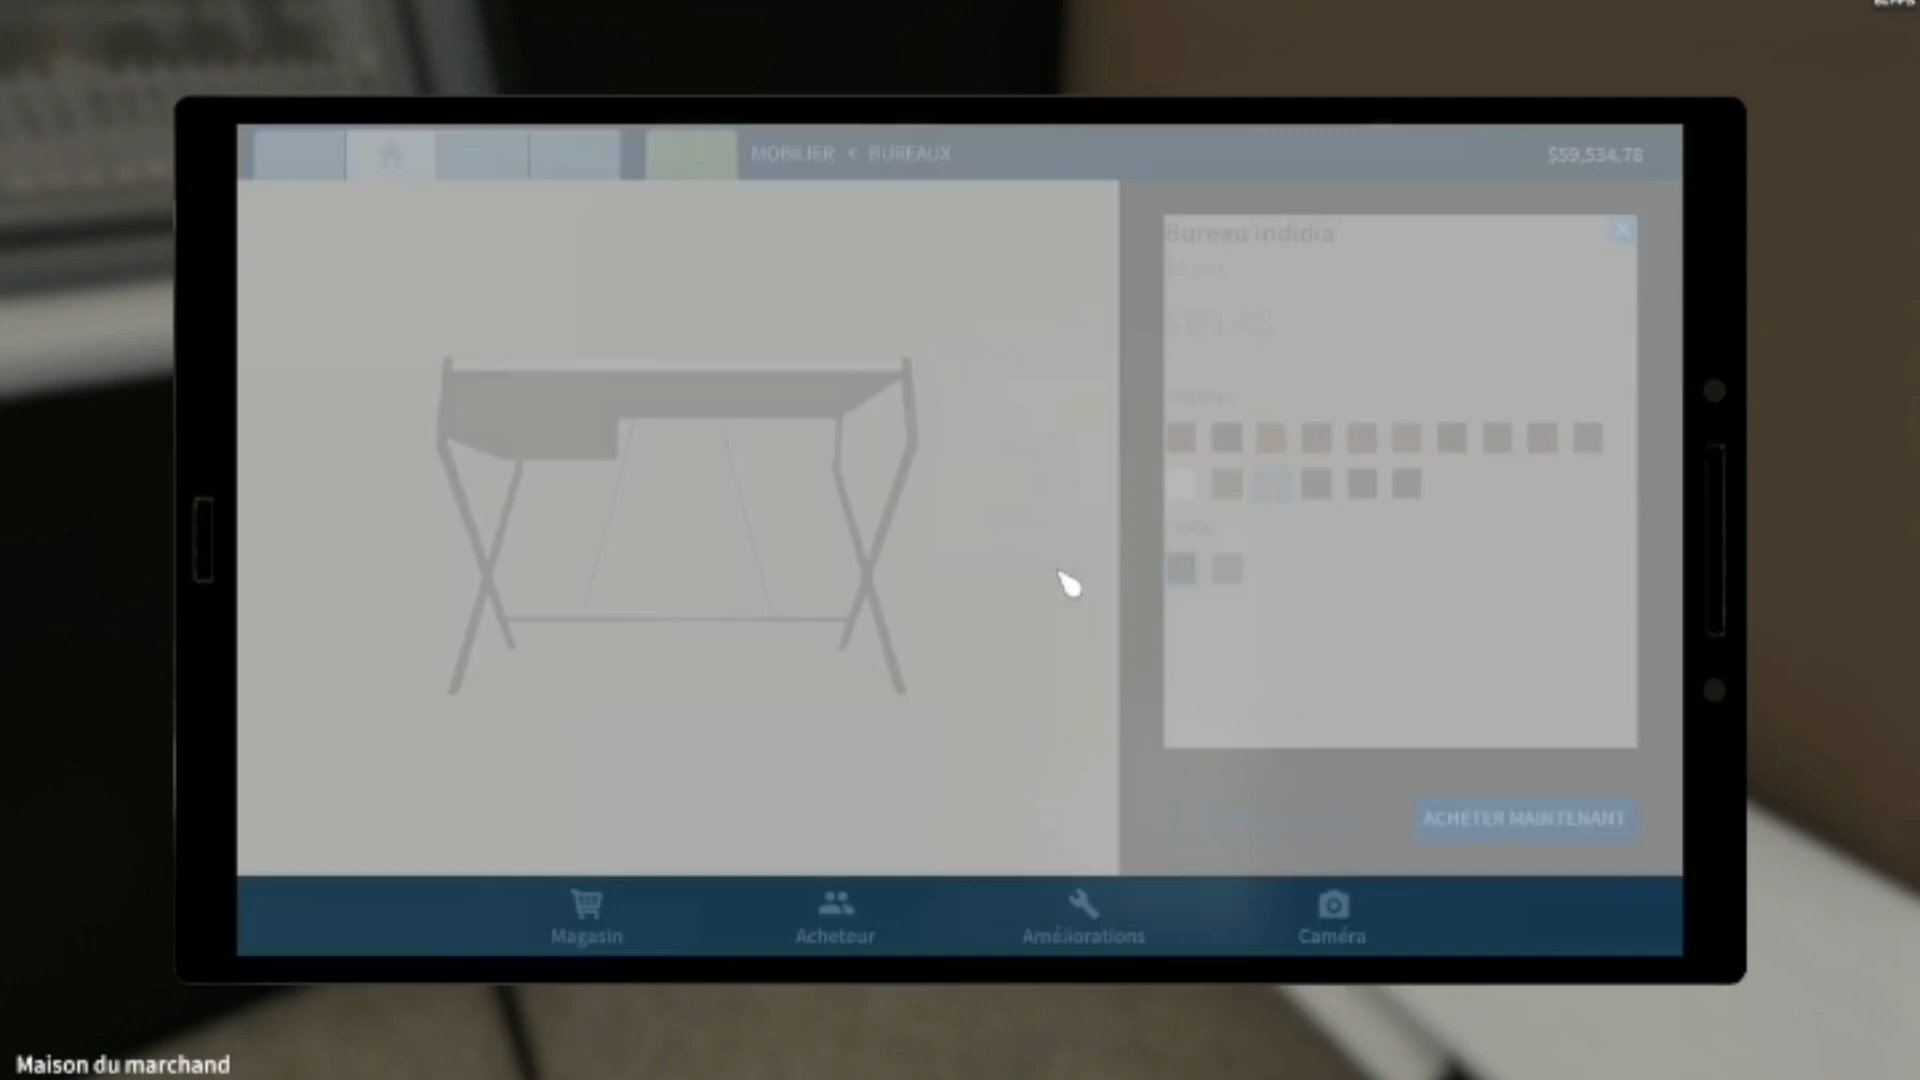 MOBILIER < BUREAUX
$59,534.78
Bureau Indidia
ACHETER MAINTENANT
Magasin
Acheteur
Améliorations
Caméra
Maison du marchand